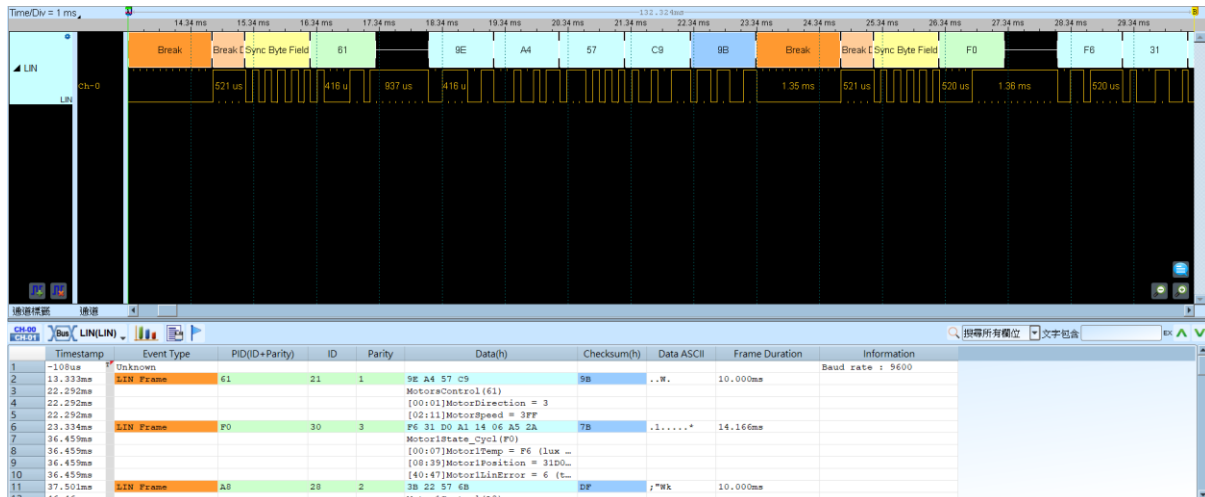 Time/Div = 1 ms
132.324ms
14.34 ms 15.34 ms 16.34 ms 17.34 ms 18.34 ms 19.34 ms 20.34 ms 21.34 ms 22.34 ms 23.34 ms 24.34 ms 25.34 ms 26.34 ms 27.34 ms 28.34 ms 29.34 ms
Break Break D Sync Byte Field 61 9E A4 57 C9 9B Break Break D Sync Byte Field F0 F6 31
LIN
Ch-0 521 us 416 u 937 us 416 u 1.35 ms 521 us 520 us 1.36 ms 520 us
LIN
通道標籤 通道
CH-00
CH-01 Bus LIN(LIN) 搜尋所有欄位 文字包含 EX
Timestamp Event Type PID(ID+Parity) ID Parity Data(h) Checksum(h) Data ASCII Frame Duration Information
1 -108us Unknown Baud rate : 9600
2 13.333ms LIN Frame 61 21 1 9E A4 57 C9 9B ..W. 10.000ms
3 22.292ms MotorsControl(61)
4 22.292ms [00:01]MotorDirection = 3
5 22.292ms [02:11]MotorSpeed = 3FF
6 23.334ms LIN Frame F0 30 3 F6 31 D0 A1 14 06 A5 2A 7B .1.....* 14.166ms
7 36.459ms Motor1State_Cycl(F0)
8 36.459ms [00:07]Motor1Temp = F6 (lux ...
9 36.459ms [08:39]Motor1Position = 31D0...
10 36.459ms [40:47]Motor1LinError = 6 (t...
11 37.501ms LIN Frame A8 28 2 3B 22 57 6B DF ;"Wk 10.000ms